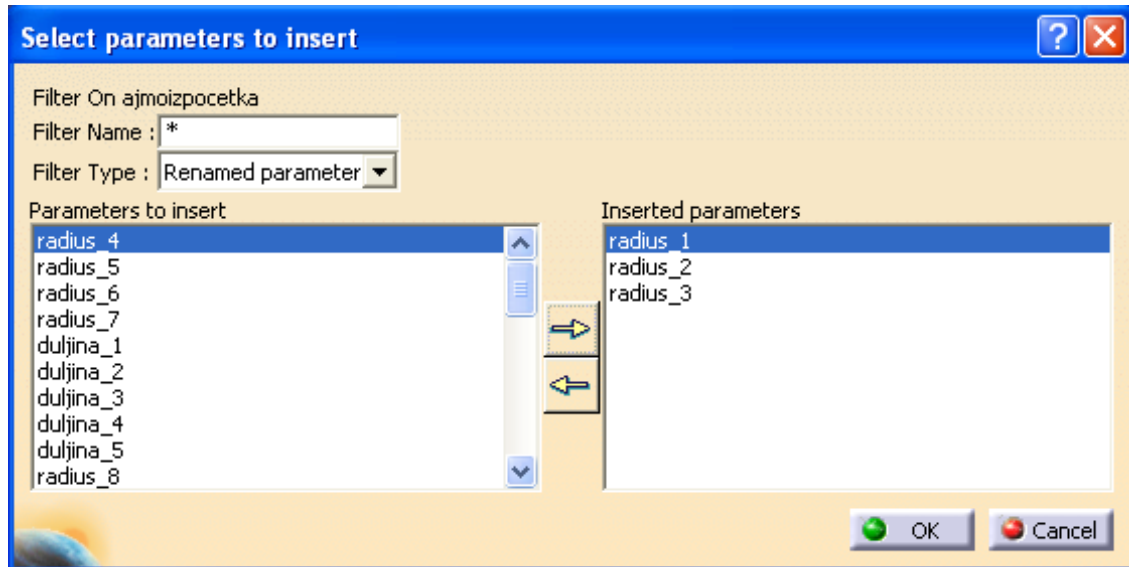 Select parameters to insert
Filter On ajmoizpocetka
Filter Name : *
Filter Type : Renamed parameter
Parameters to insert
radius_4
radius_5
radius_6
radius_7
duljina_1
duljina_2
duljina_3
duljina_4
duljina_5
radius_8
Inserted parameters
radius_1
radius_2
radius_3
OK
Cancel